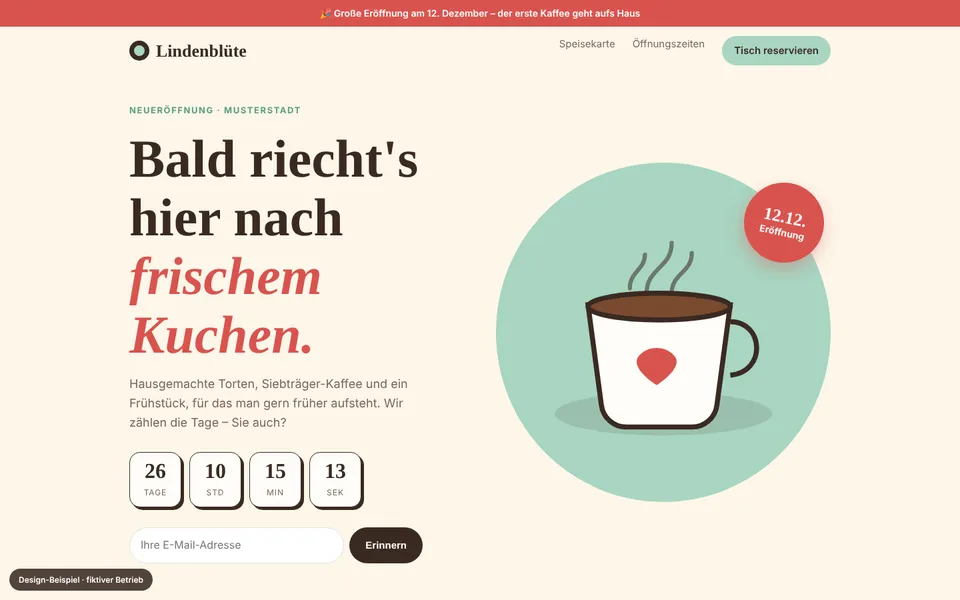 🎉 Große Eröffnung am 12. Dezember – der erste Kaffee geht aufs Haus
Lindenblüte
Speisekarte
Öffnungszeiten
Tisch reservieren
NEUERÖFFNUNG · MUSTERSTADT
Bald riecht's
hier nach
frischem
Kuchen.
12.12.
Eröffnung
Hausgemachte Torten, Siebträger-Kaffee und ein
Frühstück, für das man gern früher aufsteht. Wir
zählen die Tage – Sie auch?
26 10 15 13
TAGE STD MIN SEK
Ihre E-Mail-Adresse
Erinnern
Design-Beispiel · fiktiver Betrieb